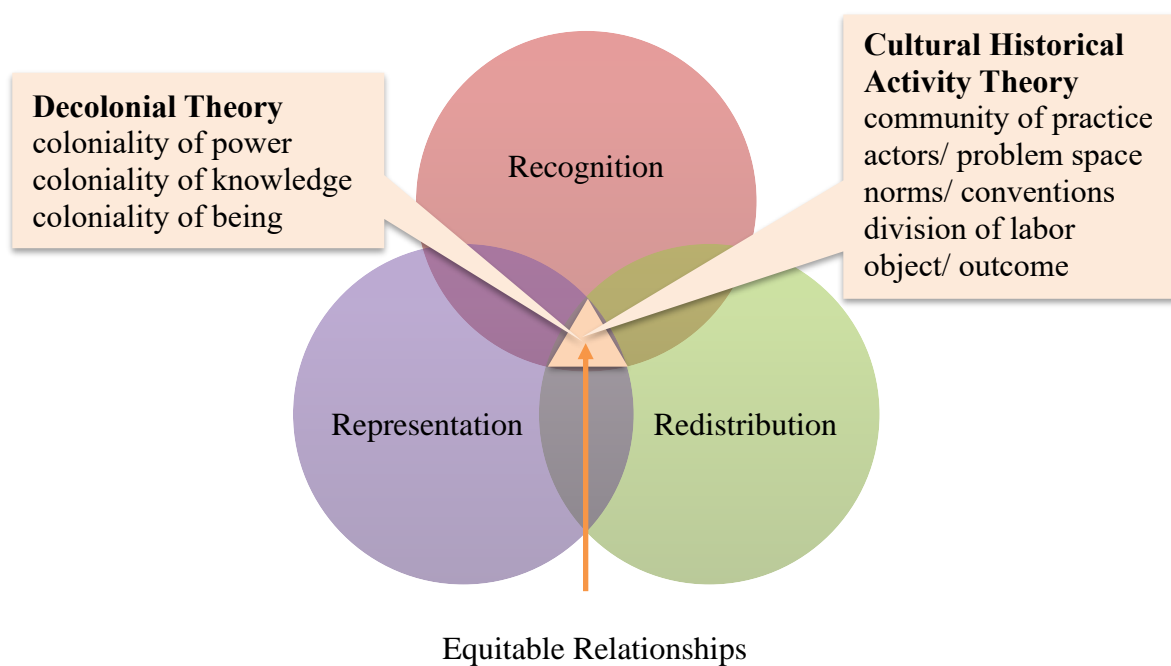 Decolonial Theory
coloniality of power
coloniality of knowledge
coloniality of being
Cultural Historical
Activity Theory
community of practice
actors/ problem space
norms/ conventions
division of labor
object/ outcome
Recognition
Representation
Redistribution
Equitable Relationships